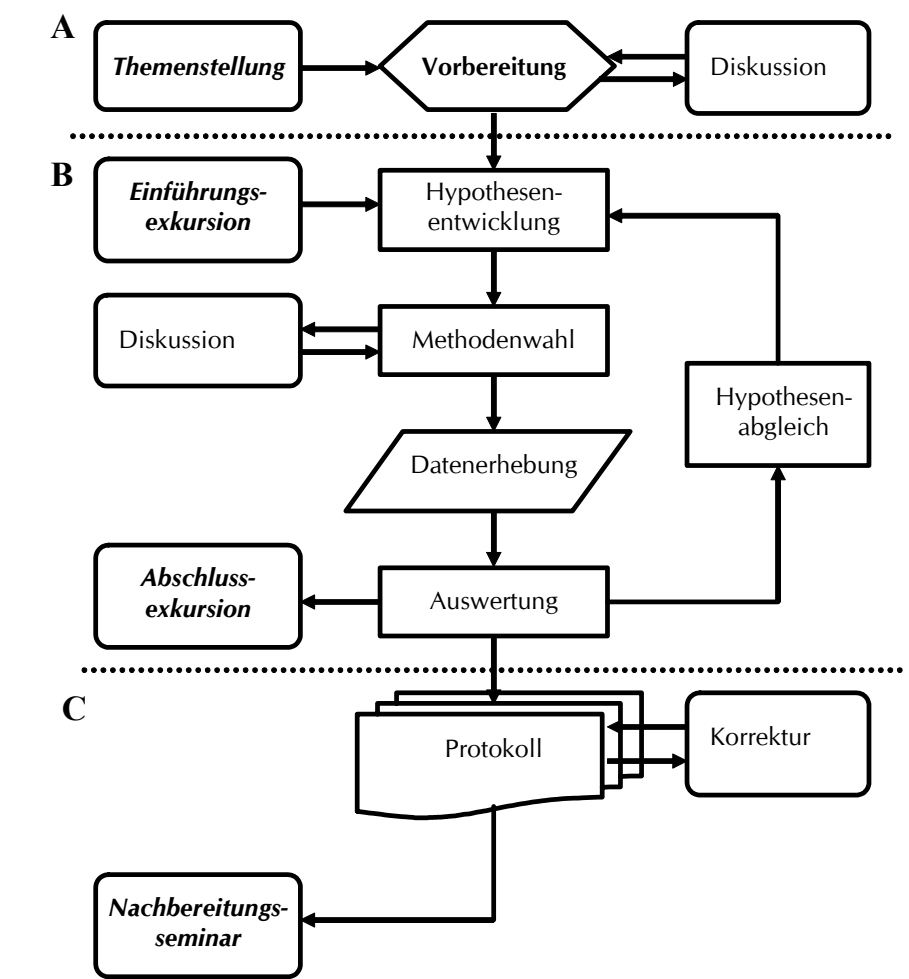 A
Themenstellung
Vorbereitung
Diskussion
B
Einführungs-
exkursion
Hypothesen-
entwicklung
Diskussion
Methodenwahl
Hypothesen-
abgleich
Datenerhebung
Abschluss-
exkursion
Auswertung
C
Protokoll
Korrektur
Nachbereitungs-
seminar